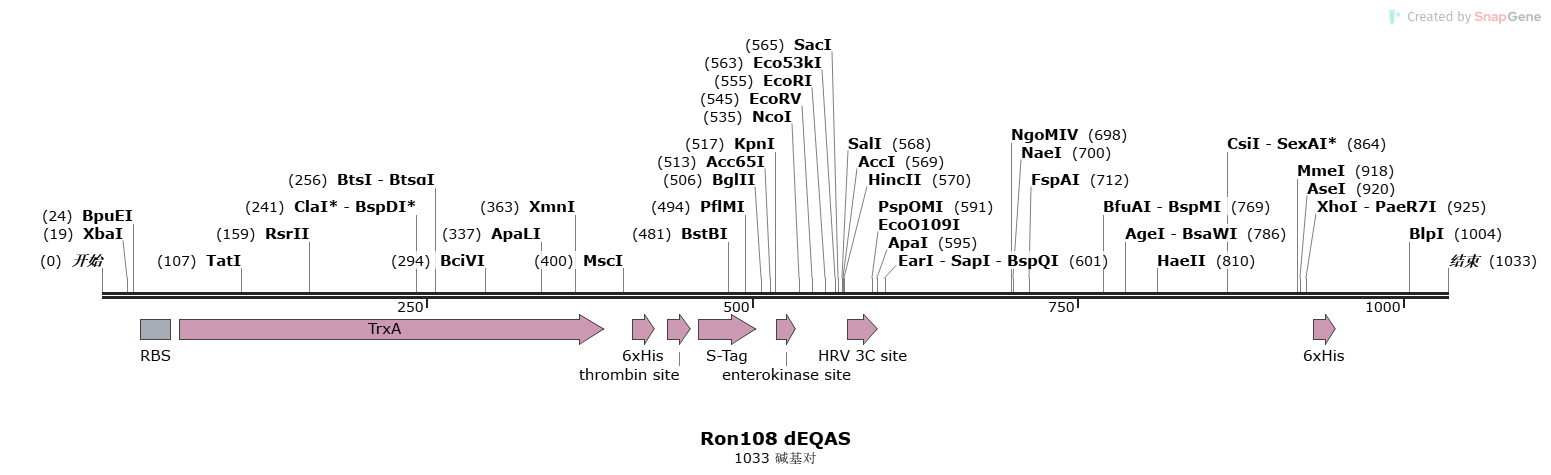 Created by SnapGene
(565) SacI
(563) Eco53kI
(555) EcoRI
(545) EcoRV
(535) NcoI
NgoMIV (698)
(517) KpnI SalI (568) CsiI - SexAI* (864)
NaeI (700)
(513) Acc65I AccI (569)
MmeI (918)
(256) BtsI - BtsαI (506) BglII HincII (570) FspAI (712)
AseI (920)
(241) ClaI* - BspDI* (363) XmnI (494) PflMI PspOMI (591) BfuAI - BspMI (769) XhoI - PaeR7I (925)
(24) BpuEI
EcoO109I
(19) XbaI (159) RsrII (337) ApaLI (481) BstBI AgeI - BsaWI (786) BlpI (1004)
ApaI (595)
(0) 开始 (107) TatI (294) BciVI (400) MscI EarI - SapI - BspQI (601) HaeII (810) 结束 (1033)
250 500 750 1000
TrxA
RBS 6xHis S-Tag HRV 3C site 6xHis
thrombin site enterokinase site
Ron108 dEQAS
1033 碱基对